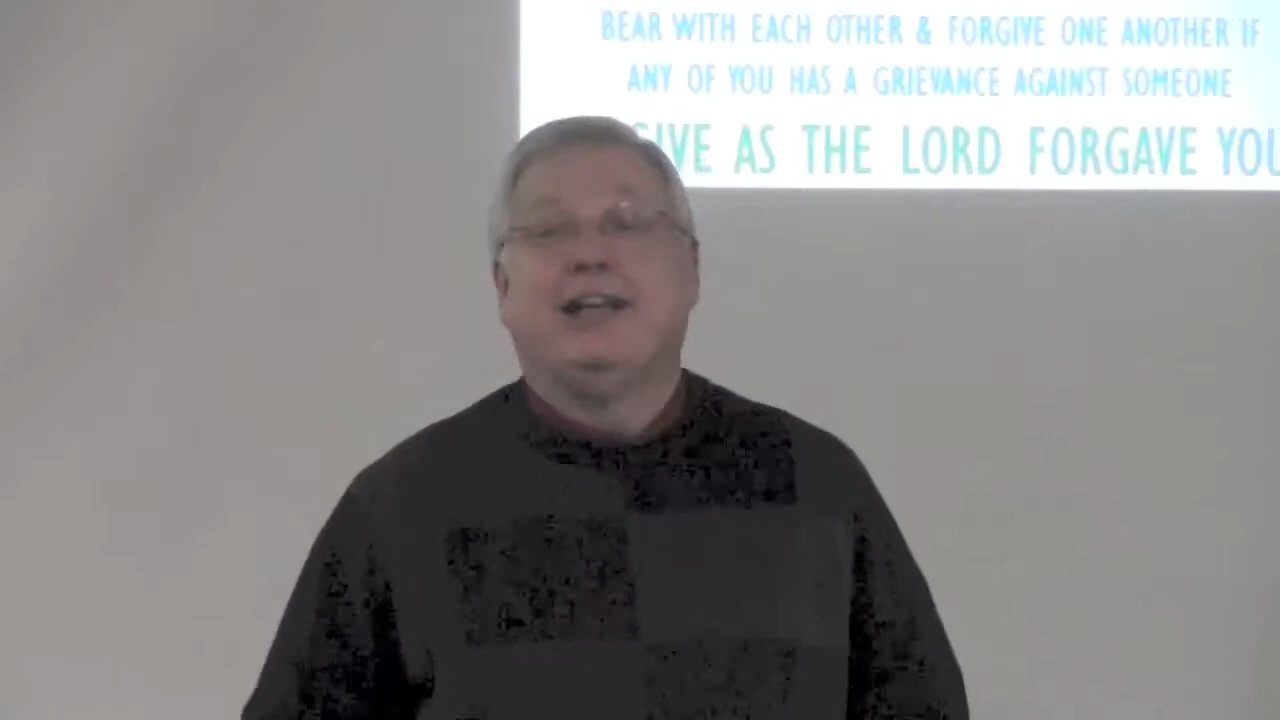 BEAR WITH EACH OTHER & FORGIVE ONE ANOTHER IF
ANY OF YOU HAS A GRIEVANCE AGAINST SOMEONE
AS THE LORD FORGAVE YOU